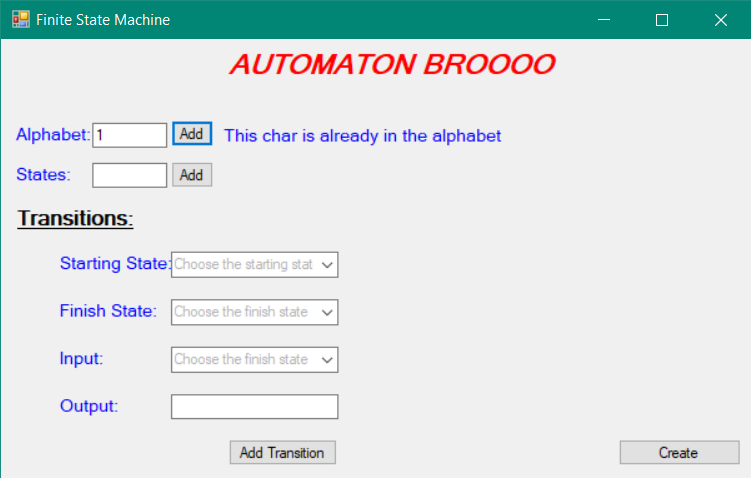 Finite State Machine
AUTOMATON BROOOO
Alphabet: 1 Add This char is already in the alphabet
States: Add
Transitions:
Starting State: Choose the starting stat
Finish State: Choose the finish state
Input: Choose the finish state
Output:
Add Transition Create